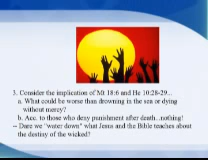 3. Consider the implication of Mt 18:6 and He 10:28-29...
a. What could be worse than drowning in the sea or dying
without mercy?
b. Acc. to those who deny punishment after death...nothing!
-- Dare we "water down" what Jesus and the Bible teaches about
the destiny of the wicked?